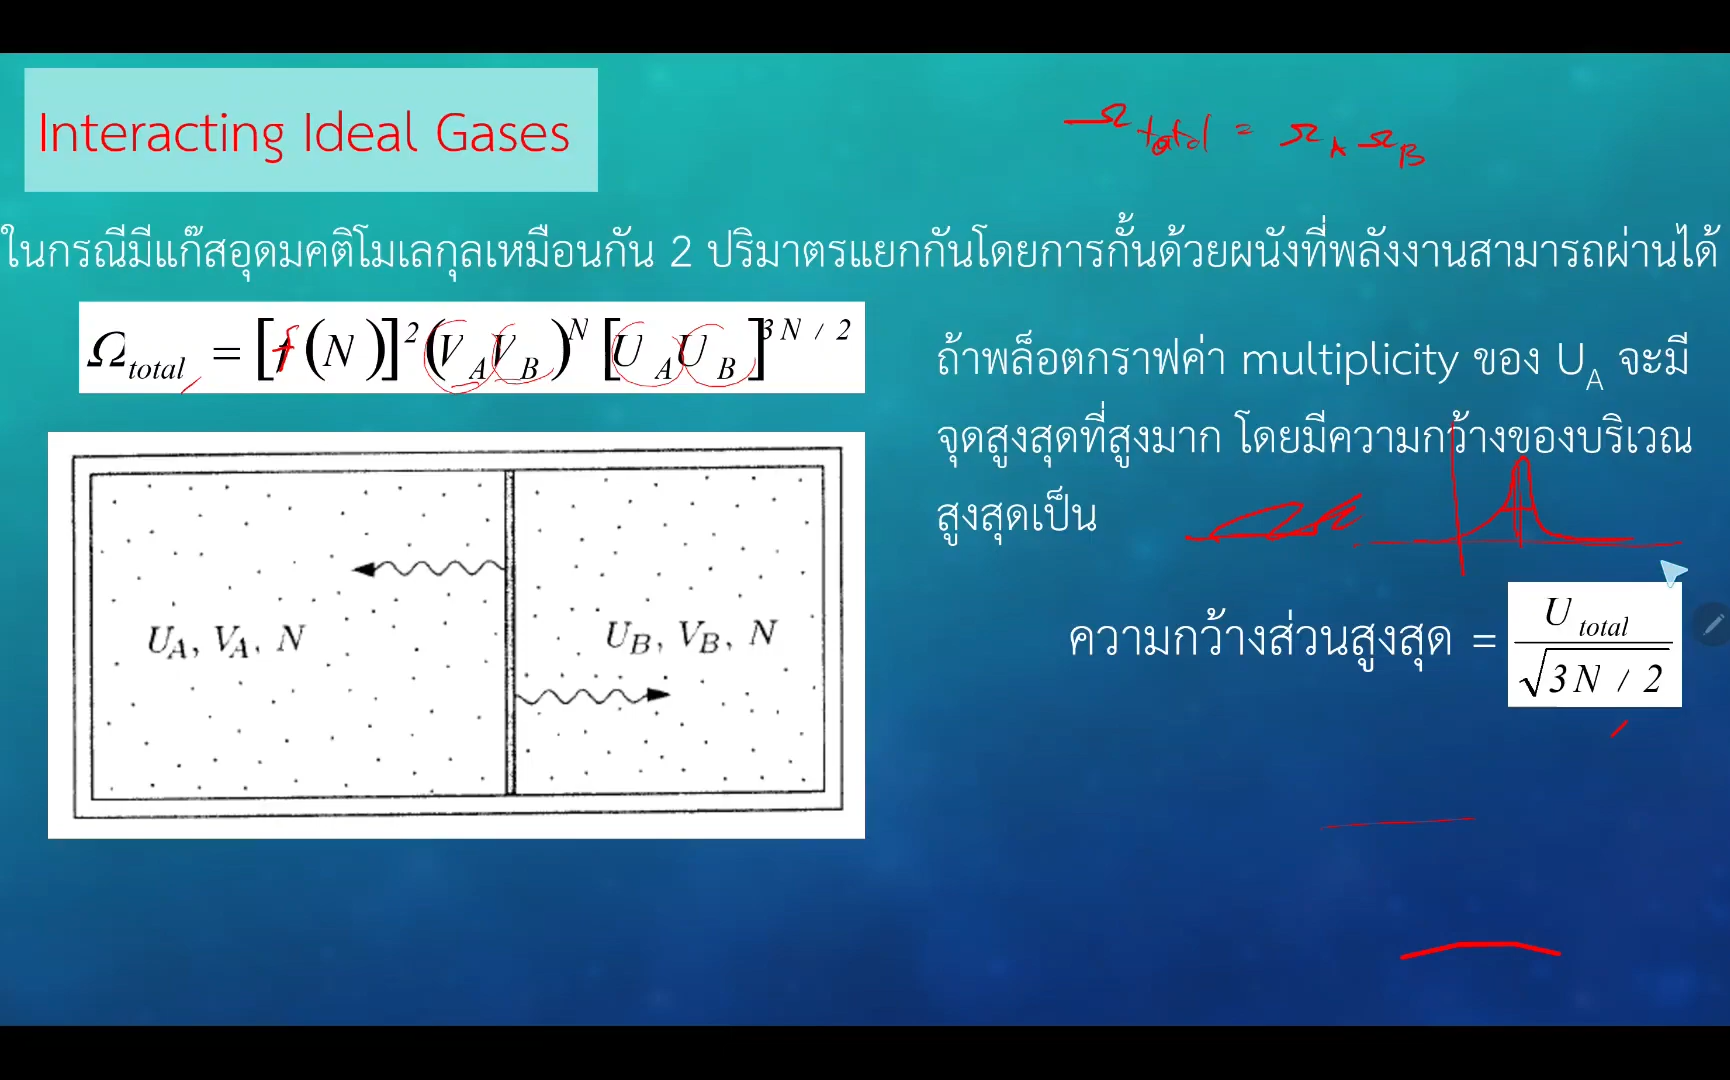 Interacting Ideal Gases
Ω total = Ω A Ω B
ในกรณีมีแก๊สอุดมคติโมเลกุลเหมือนกัน 2 ปริมาตรแยกกันโดยการกั้นด้วยผนังที่พลังงานสามารถผ่านได้
Ω total = [f(N)]² (V_A V_B)^N [U_A U_B]^{3N / 2}
ถ้าพล็อตกราฟค่า multiplicity ของ U_A จะมี
จุดสูงสุดที่สูงมาก โดยมีความกว้างของบริเวณ
สูงสุดเป็น
U_A, V_A, N
U_B, V_B, N
ความกว้างส่วนสูงสุด = U total / √(3N / 2)